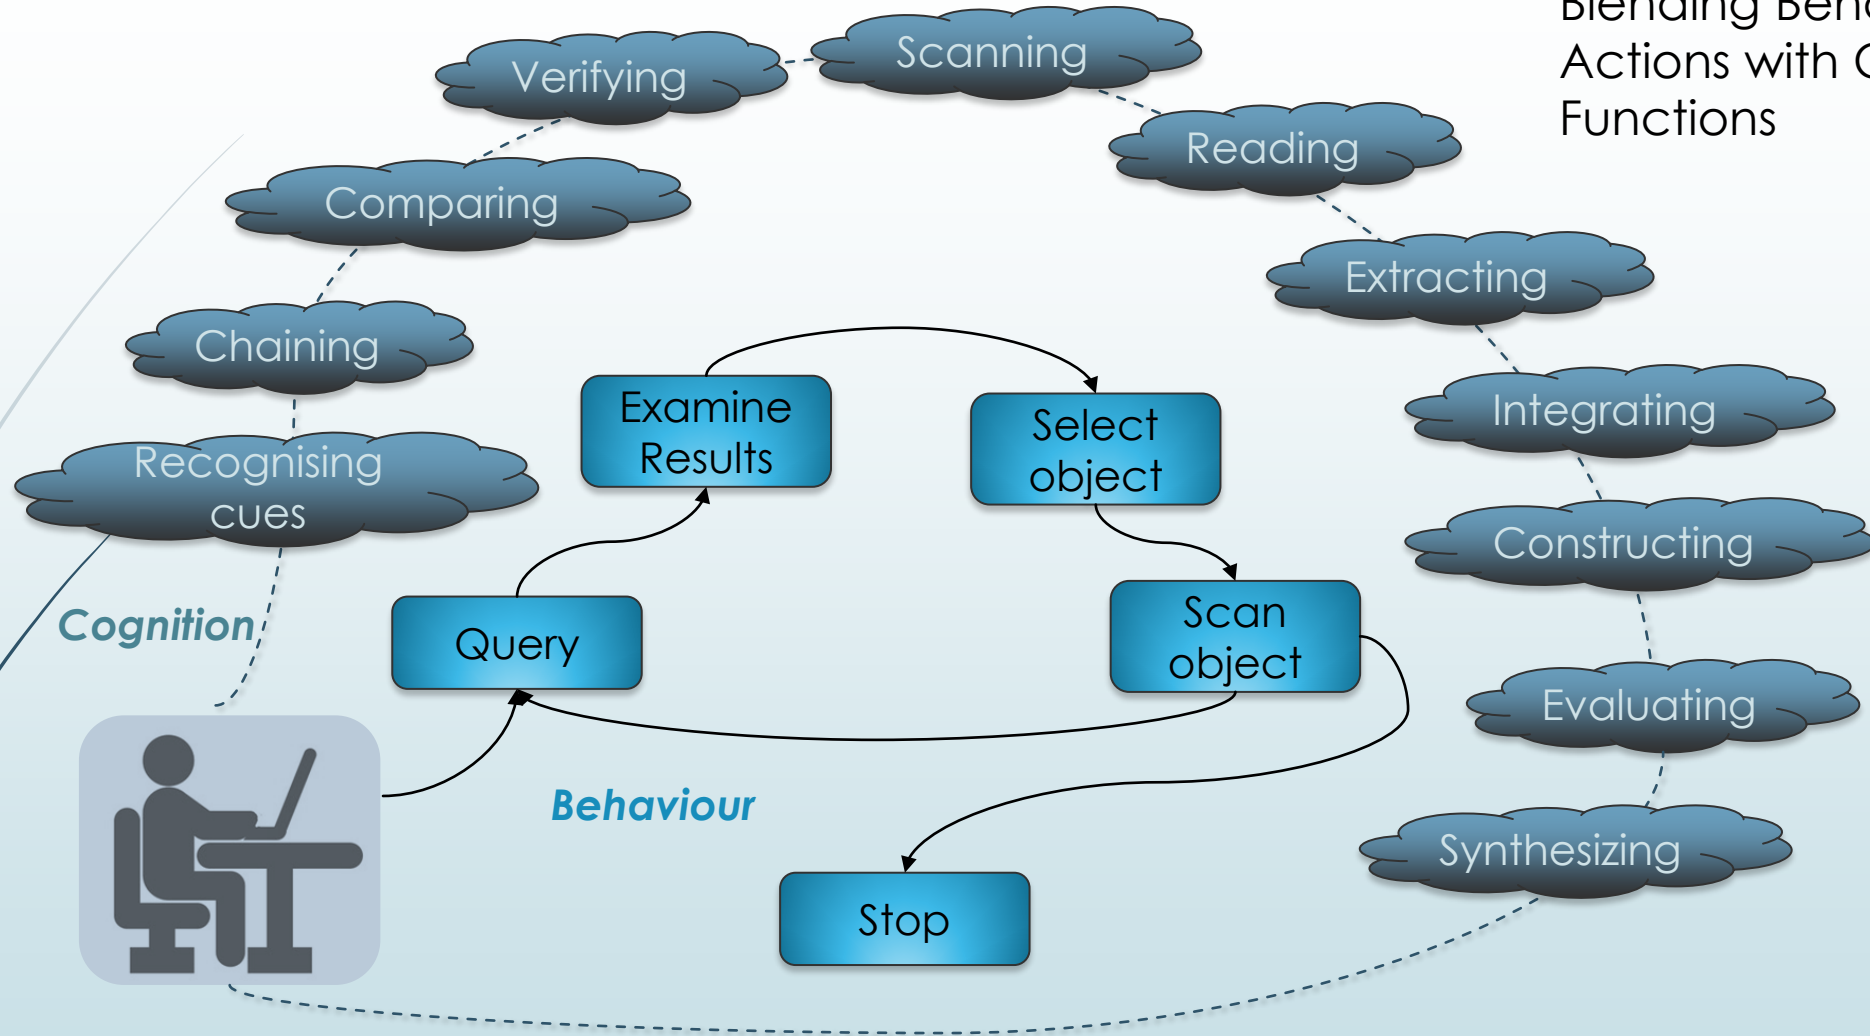 Blending
Actions with
Functions
Scanning
Verifying
Reading
Comparing
Extracting
Chaining
Examine
Results
Select
object
Integrating
Recognising
cues
Constructing
Cognition
Query
Scan
object
Evaluating
Behaviour
Synthesizing
Stop